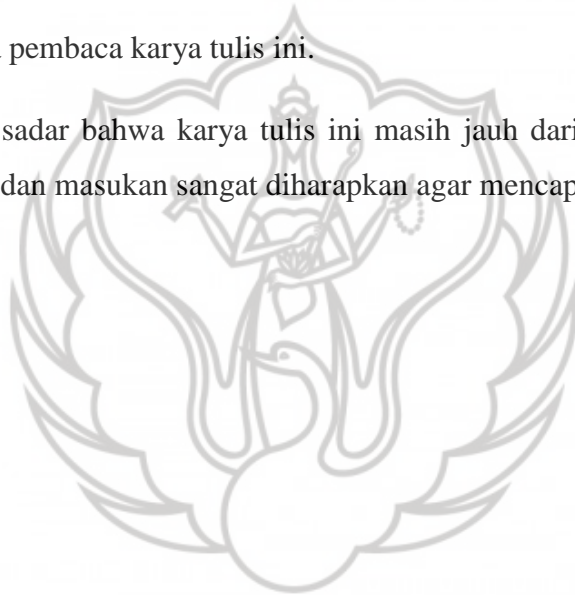 pembaca karya tulis ini.
sadar bahwa karya tulis ini masih jauh dari
dan masukan sangat diharapkan agar mencap